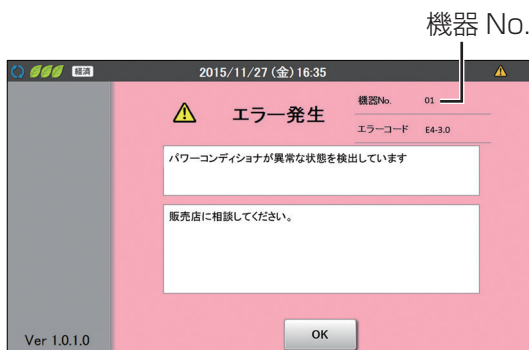 機器 No.
経済
2015/11/27 (金) 16:35
エラー発生
機器No. 01
エラーコード E4-3.0
パワーコンディショナが異常な状態を検出しています
販売店に相談してください。
OK
Ver 1.0.1.0